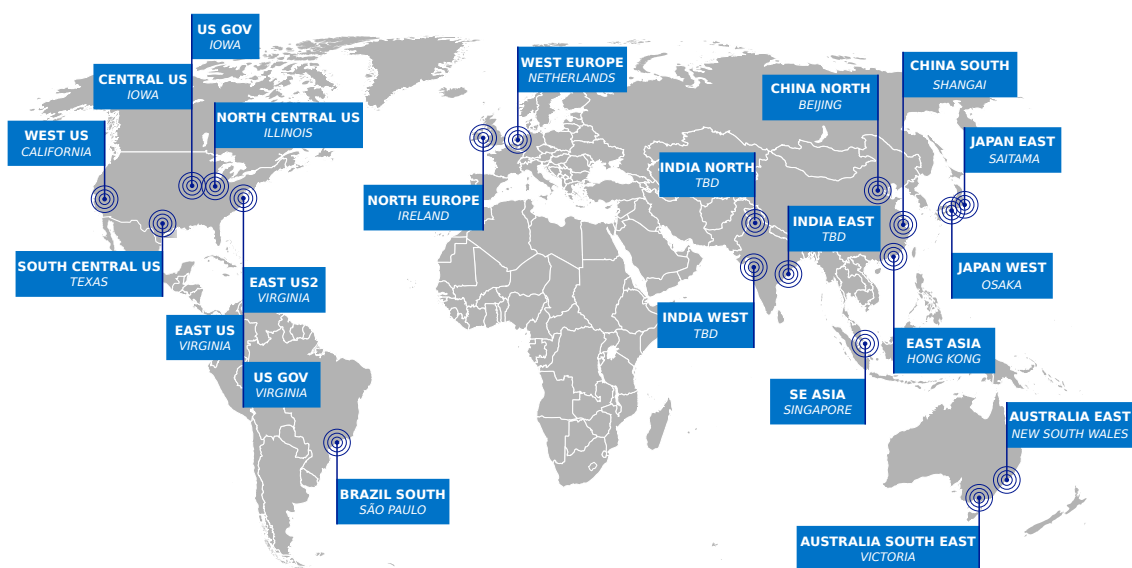 US GOV
IOWA
CENTRAL US
IOWA
NORTH CENTRAL US
ILLINOIS
WEST US
CALIFORNIA
SOUTH CENTRAL US
TEXAS
EAST US2
VIRGINIA
EAST US
VIRGINIA
US GOV
VIRGINIA
BRAZIL SOUTH
SÃO PAULO
WEST EUROPE
NETHERLANDS
NORTH EUROPE
IRELAND
INDIA NORTH
TBD
INDIA EAST
TBD
INDIA WEST
TBD
CHINA NORTH
BEIJING
CHINA SOUTH
SHANGAI
JAPAN EAST
SAITAMA
JAPAN WEST
OSAKA
EAST ASIA
HONG KONG
SE ASIA
SINGAPORE
AUSTRALIA EAST
NEW SOUTH WALES
AUSTRALIA SOUTH EAST
VICTORIA